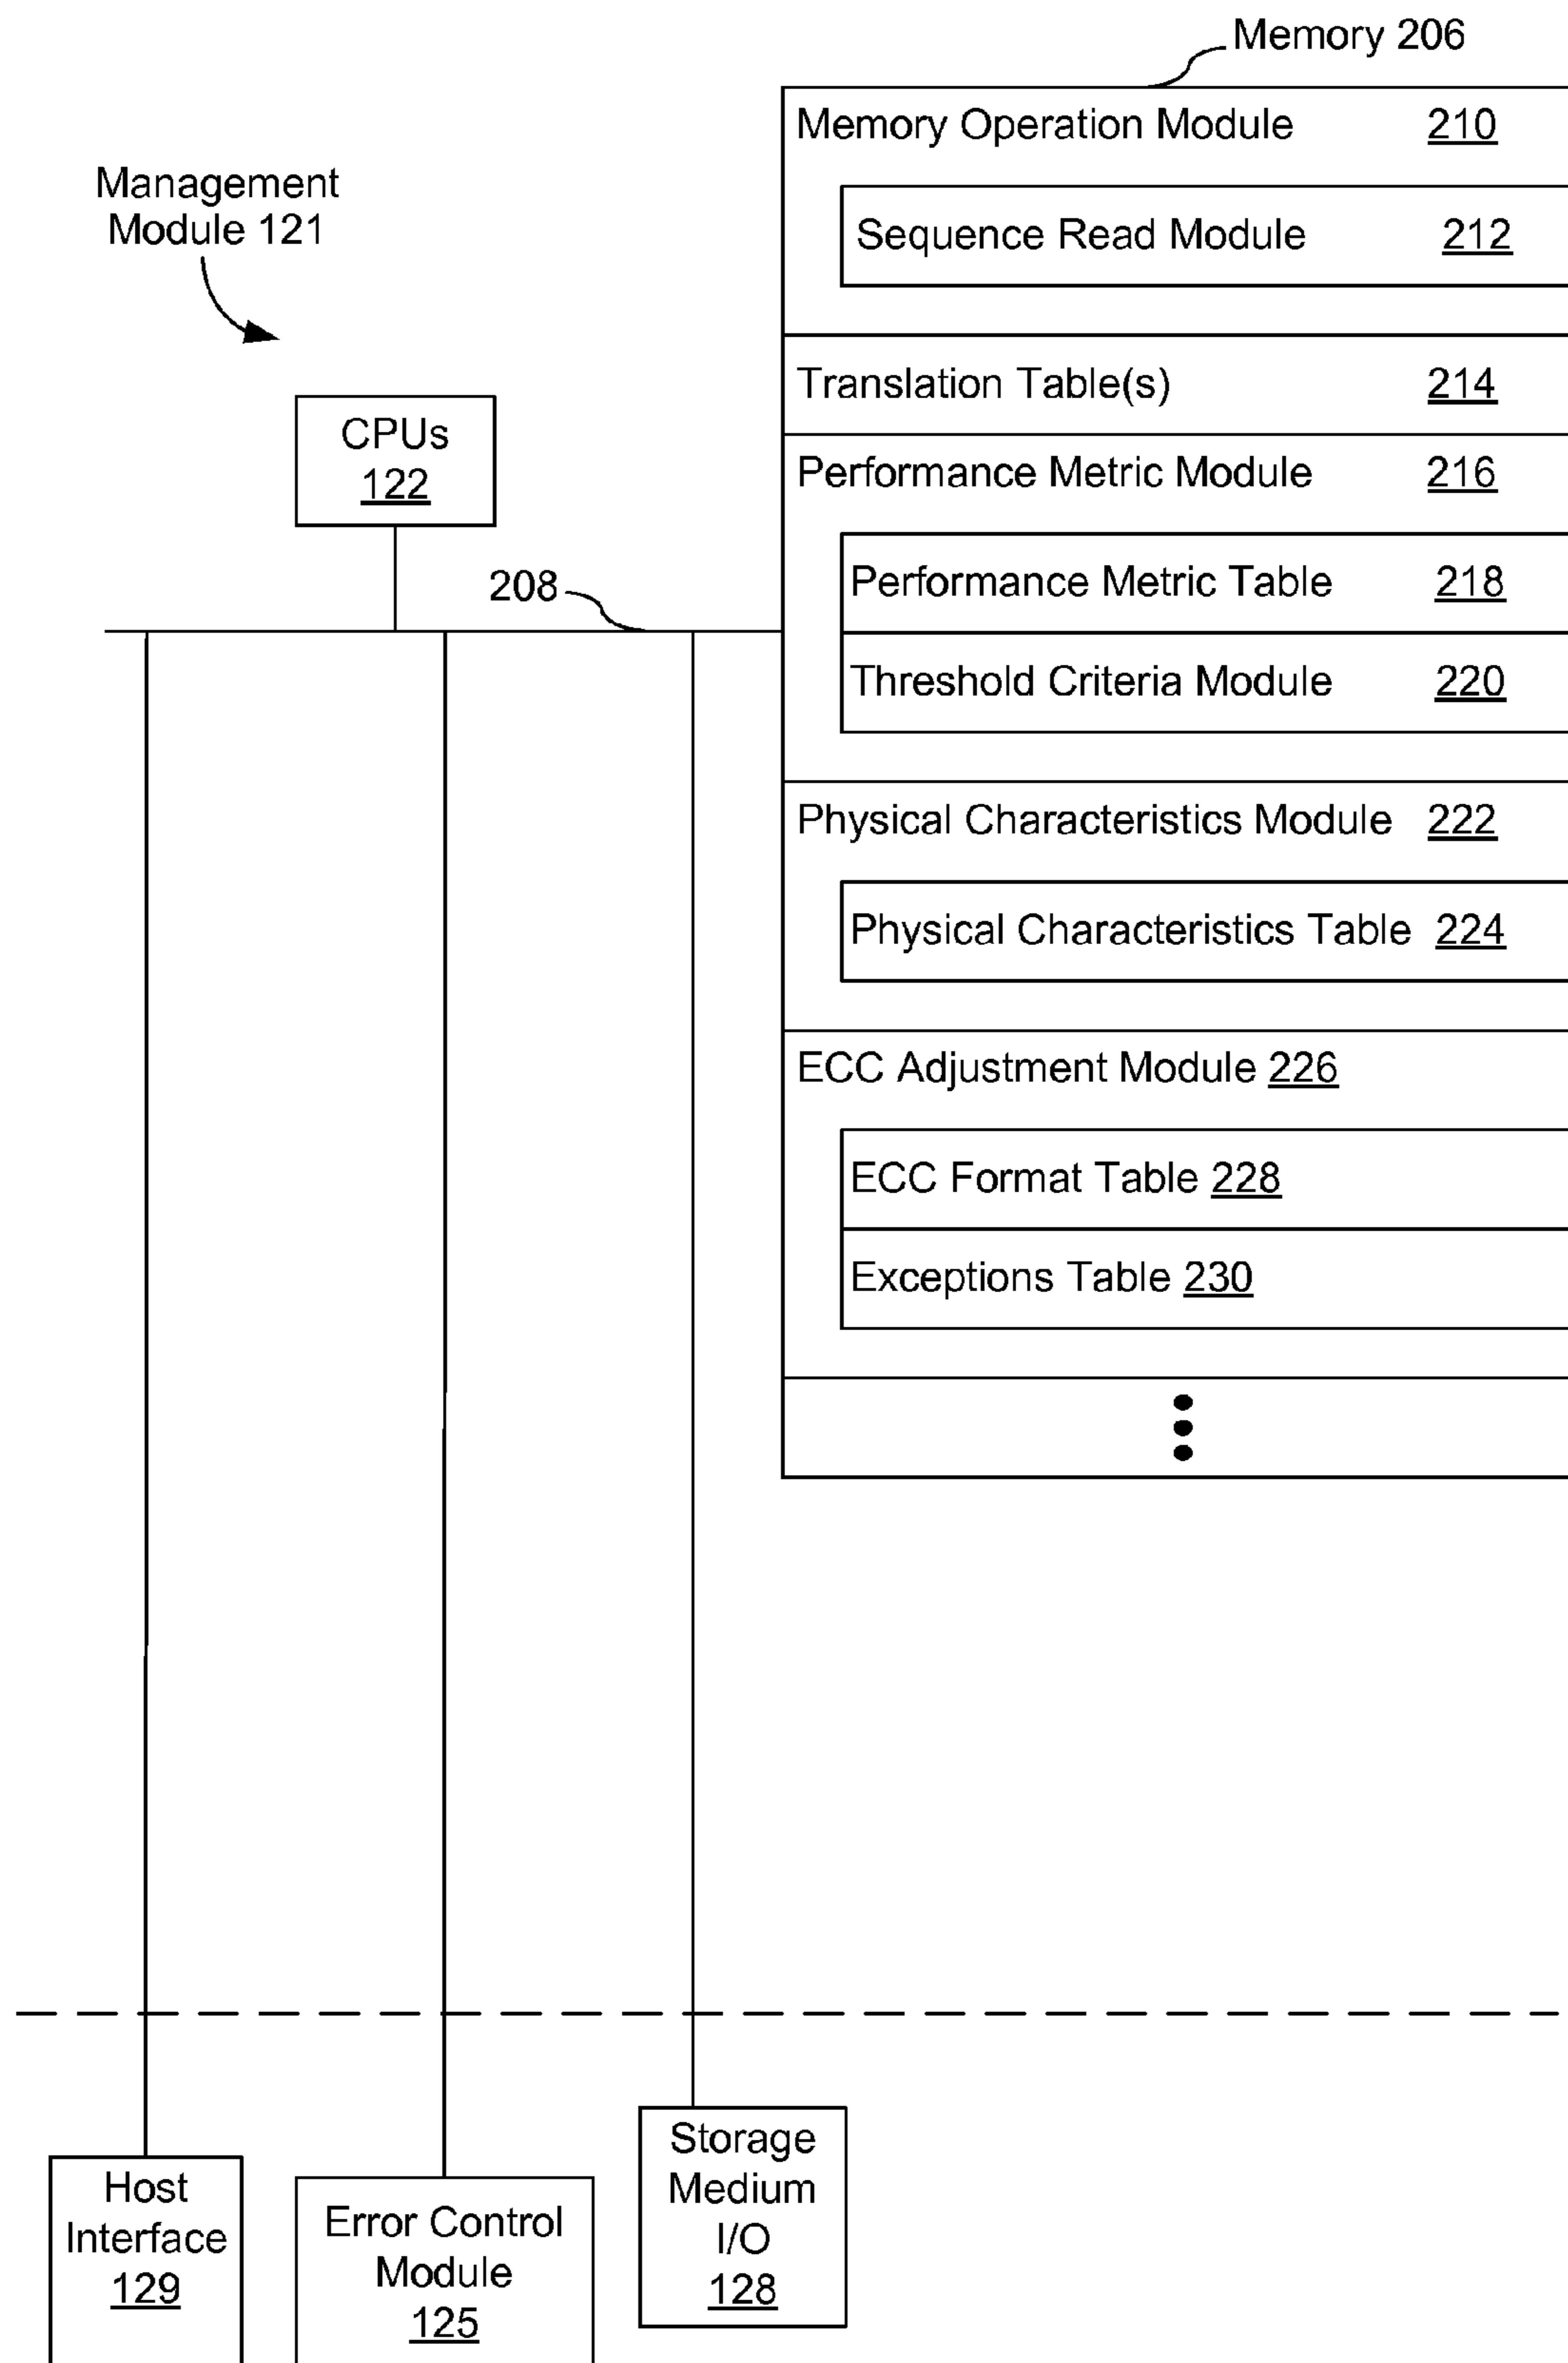 Memory 206
Memory Operation Module 210
Sequence Read Module 212
Management
Module 121
Translation Table(s) 214
CPUs
122
Performance Metric Module 216
208
Performance Metric Table 218
Threshold Criteria Module 220
Physical Characteristics Module 222
Physical Characteristics Table 224
ECC Adjustment Module 226
ECC Format Table 228
Exceptions Table 230
Host
Interface
129
Error Control
Module
125
Storage
Medium
I/O
128